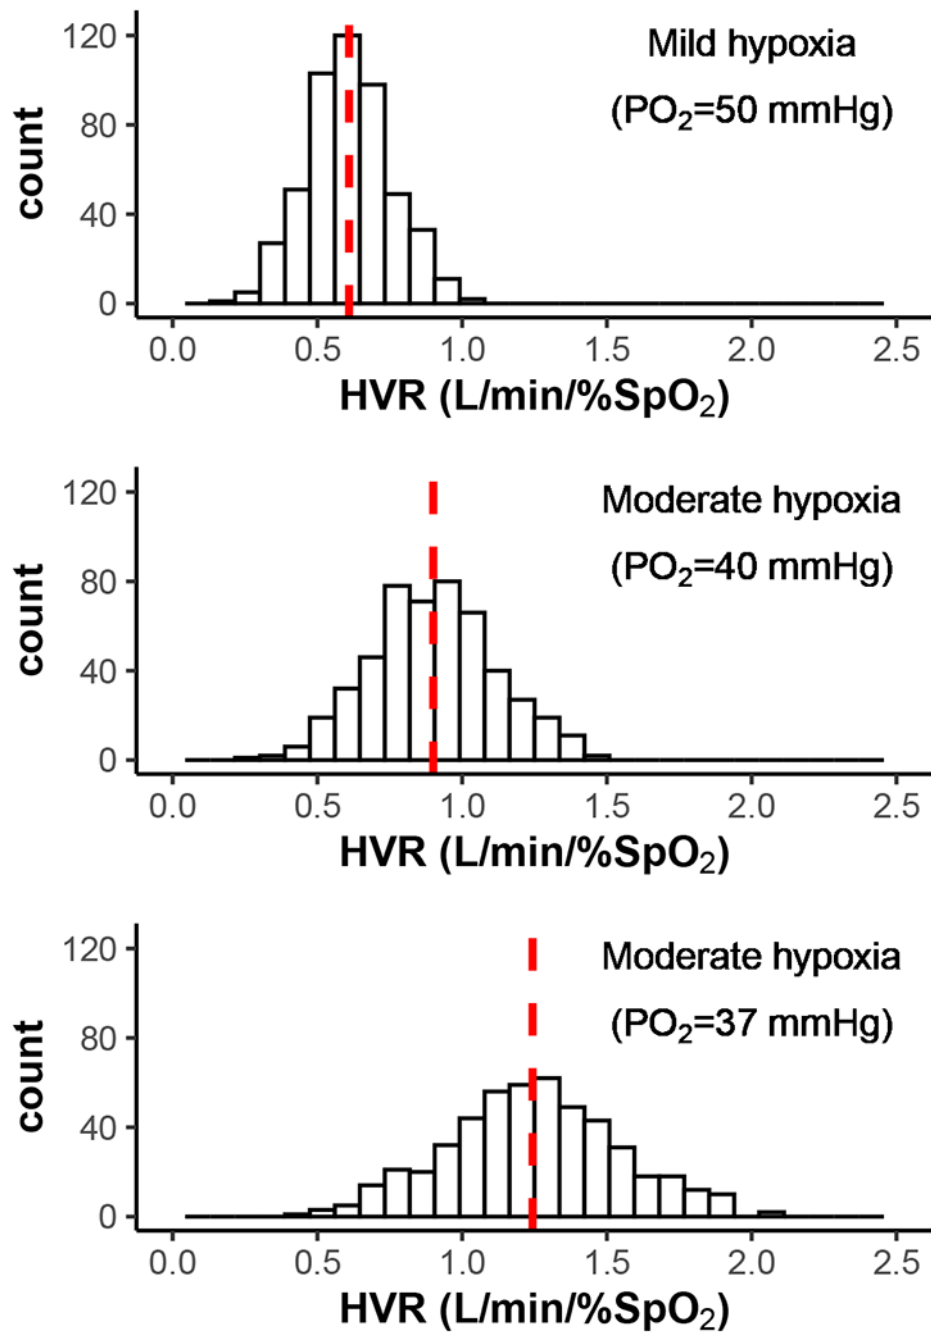 Mild hypoxia
(PO₂=50 mmHg)
count
120
80
40
0
0.0 0.5 1.0 1.5 2.0 2.5
HVR (L/min/%SpO₂)
Moderate hypoxia
(PO₂=40 mmHg)
count
120
80
40
0
0.0 0.5 1.0 1.5 2.0 2.5
HVR (L/min/%SpO₂)
Moderate hypoxia
(PO₂=37 mmHg)
count
120
80
40
0
0.0 0.5 1.0 1.5 2.0 2.5
HVR (L/min/%SpO₂)